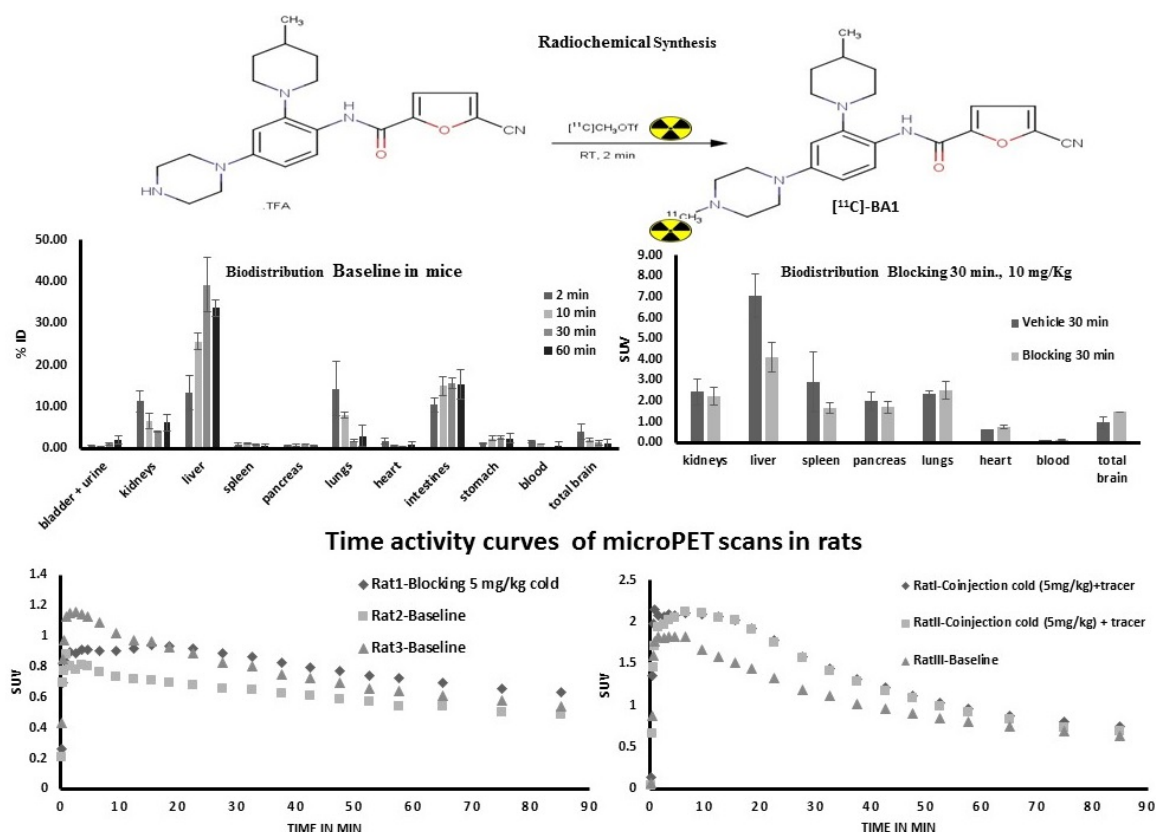 CH₃
CH₃
Radiochemical Synthesis
N
H
N
O
O
CN
N
HN
.TFA
[¹¹C]CH₃OTf
RT, 2 min
N
H
N
O
O
CN
N
N
¹¹CH₃
[¹¹C]-BA1
Biodistribution Baseline in mice
50.00
40.00
30.00
20.00
10.00
0.00
% ID
2 min
10 min
30 min
60 min
bladder + urine
kidneys
liver
spleen
pancreas
lungs
heart
intestines
stomach
blood
total brain
Biodistribution Blocking 30 min., 10 mg/Kg
9.00
8.00
7.00
6.00
5.00
4.00
3.00
2.00
1.00
0.00
SUV
Vehicle 30 min
Blocking 30 min
kidneys
liver
spleen
pancreas
lungs
heart
blood
total
brain
Time activity curves of microPET scans in rats
1.4
1.2
1
0.8
0.6
0.4
0.2
0
SUV
Rat1-Blocking 5 mg/kg cold
Rat2-Baseline
Rat3-Baseline
0 10 20 30 40 50 60 70 80 90
TIME IN MIN
2.5
2
1.5
1
0.5
0
SUV
RatI-Coinjection cold (5mg/kg)+tracer
RatII-Coinjection cold (5mg/kg) + tracer
RatIII-Baseline
0 10 20 30 40 50 60 70 80 90
TIME IN MIN